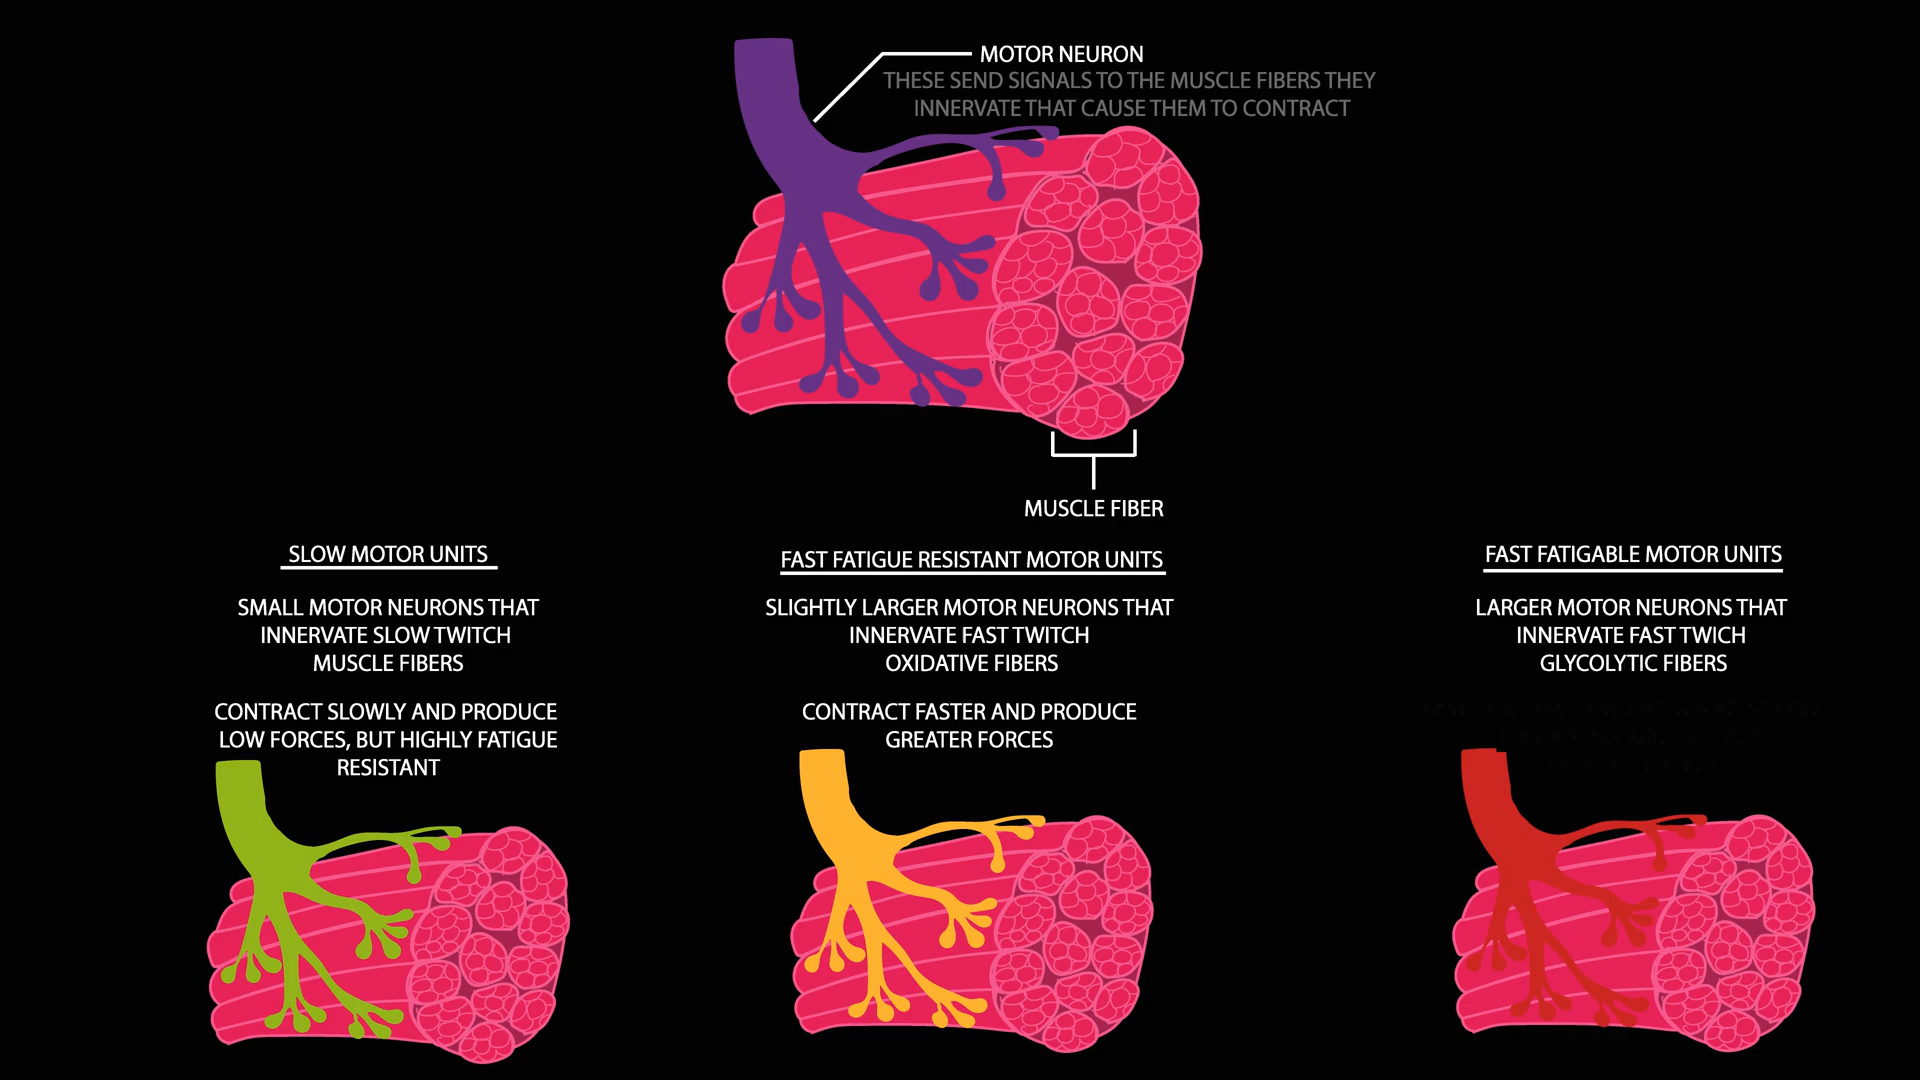 MOTOR NEURON
THESE SEND SIGNALS TO THE MUSCLE FIBERS THEY
INNERVATE THAT CAUSE THEM TO CONTRACT
MUSCLE FIBER
SLOW MOTOR UNITS
SMALL MOTOR NEURONS THAT
INNERVATE SLOW TWITCH
MUSCLE FIBERS
CONTRACT SLOWLY AND PRODUCE
LOW FORCES, BUT HIGHLY FATIGUE
RESISTANT
FAST FATIGUE RESISTANT MOTOR UNITS
SLIGHTLY LARGER MOTOR NEURONS THAT
INNERVATE FAST TWITCH
OXIDATIVE FIBERS
CONTRACT FASTER AND PRODUCE
GREATER FORCES
FAST FATIGABLE MOTOR UNITS
LARGER MOTOR NEURONS THAT
INNERVATE FAST TWICH
GLYCOLYTIC FIBERS